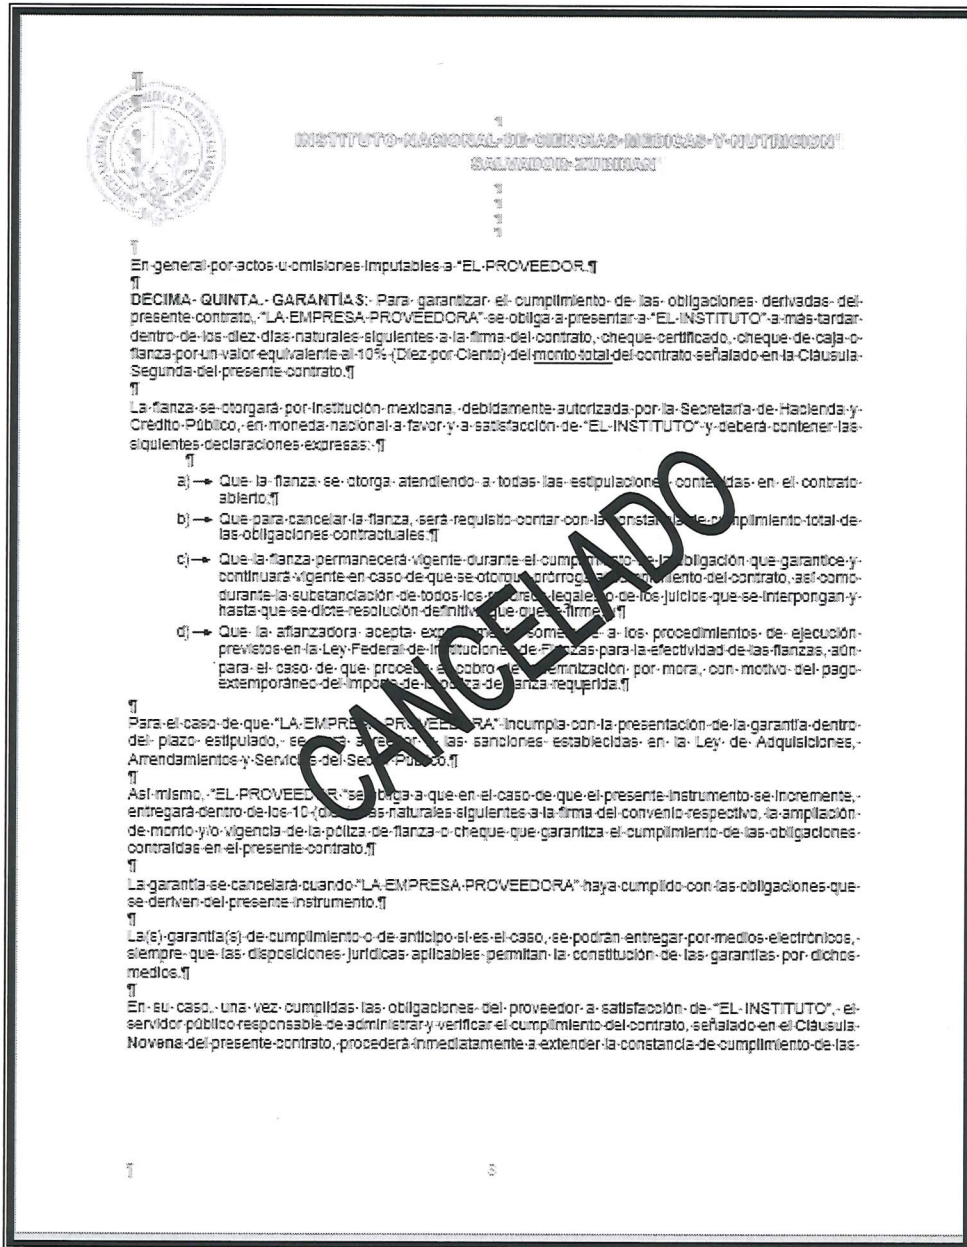 INSTITUTO NACIONAL DE CIENCIAS MEDICAS Y NUTRICION
SALVADOR ZUBIRAN
En general por actos u omisiones imputables a "EL PROVEEDOR.
DECIMA QUINTA.- GARANTÍAS: Para garantizar el cumplimiento de las obligaciones derivadas del
presente contrato, "LA EMPRESA PROVEEDORA" se obliga a presentar a "EL INSTITUTO" a más tardar
dentro de los diez días naturales siguientes a la firma del contrato, cheque certificado, cheque de caja o
fianza por un valor equivalente al 10% (Diez por Ciento) del monto total del contrato señalado en la Cláusula
Segunda del presente contrato.
La fianza se otorgará por institución mexicana, debidamente autorizada por la Secretaría de Hacienda y
Crédito Público, en moneda nacional a favor y a satisfacción de "EL INSTITUTO" y deberá contener las
siguientes declaraciones expresas:
a) Que la fianza se otorga atendiendo a todas las estipulaciones contenidas en el contrato
abierto.
b) Que para cancelar la fianza, será requisito contar con la constancia de cumplimiento total de
las obligaciones contractuales.
c) Que la fianza permanecerá vigente durante el cumplimiento de la obligación que garantice y
continuará vigente en caso de que se otorgue prórroga al cumplimiento del contrato, así como
durante la substanciación de todos los recursos legales o de los juicios que se interpongan y
hasta que se dicte resolución definitiva que quede firme, y
d) Que la afianzadora acepta expresamente someterse a los procedimientos de ejecución
previstos en la Ley Federal de Instituciones de Fianzas para la efectividad de las fianzas, aún
para el caso de que proceda el cobro de indemnización por mora, con motivo del pago
extemporáneo del importe de la póliza de fianza requerida.
CANCELADO
Para el caso de que "LA EMPRESA PROVEEDORA" incumpla con la presentación de la garantía dentro
del plazo estipulado, se hará acreedor a las sanciones establecidas en la Ley de Adquisiciones,
Arrendamientos y Servicios del Sector Público.
Así mismo, "EL PROVEEDOR "se obliga a que en el caso de que el presente instrumento se incremente,
entregará dentro de los 10 (diez) días naturales siguientes a la firma del convenio respectivo, la ampliación
de monto y/o vigencia de la póliza de fianza o cheque que garantiza el cumplimiento de las obligaciones
contraídas en el presente contrato.
La garantía se cancelará cuando "LA EMPRESA PROVEEDORA" haya cumplido con las obligaciones que
se deriven del presente instrumento.
La(s) garantía(s) de cumplimiento o de anticipo si es el caso, se podrán entregar por medios electrónicos,
siempre que las disposiciones jurídicas aplicables permitan la constitución de las garantías por dichos
medios.
En su caso, una vez cumplidas las obligaciones del proveedor a satisfacción de "EL INSTITUTO", el
servidor público responsable de administrar y verificar el cumplimiento del contrato, señalado en el Cláusula
Novena del presente contrato, procederá inmediatamente a extender la constancia de cumplimiento de las